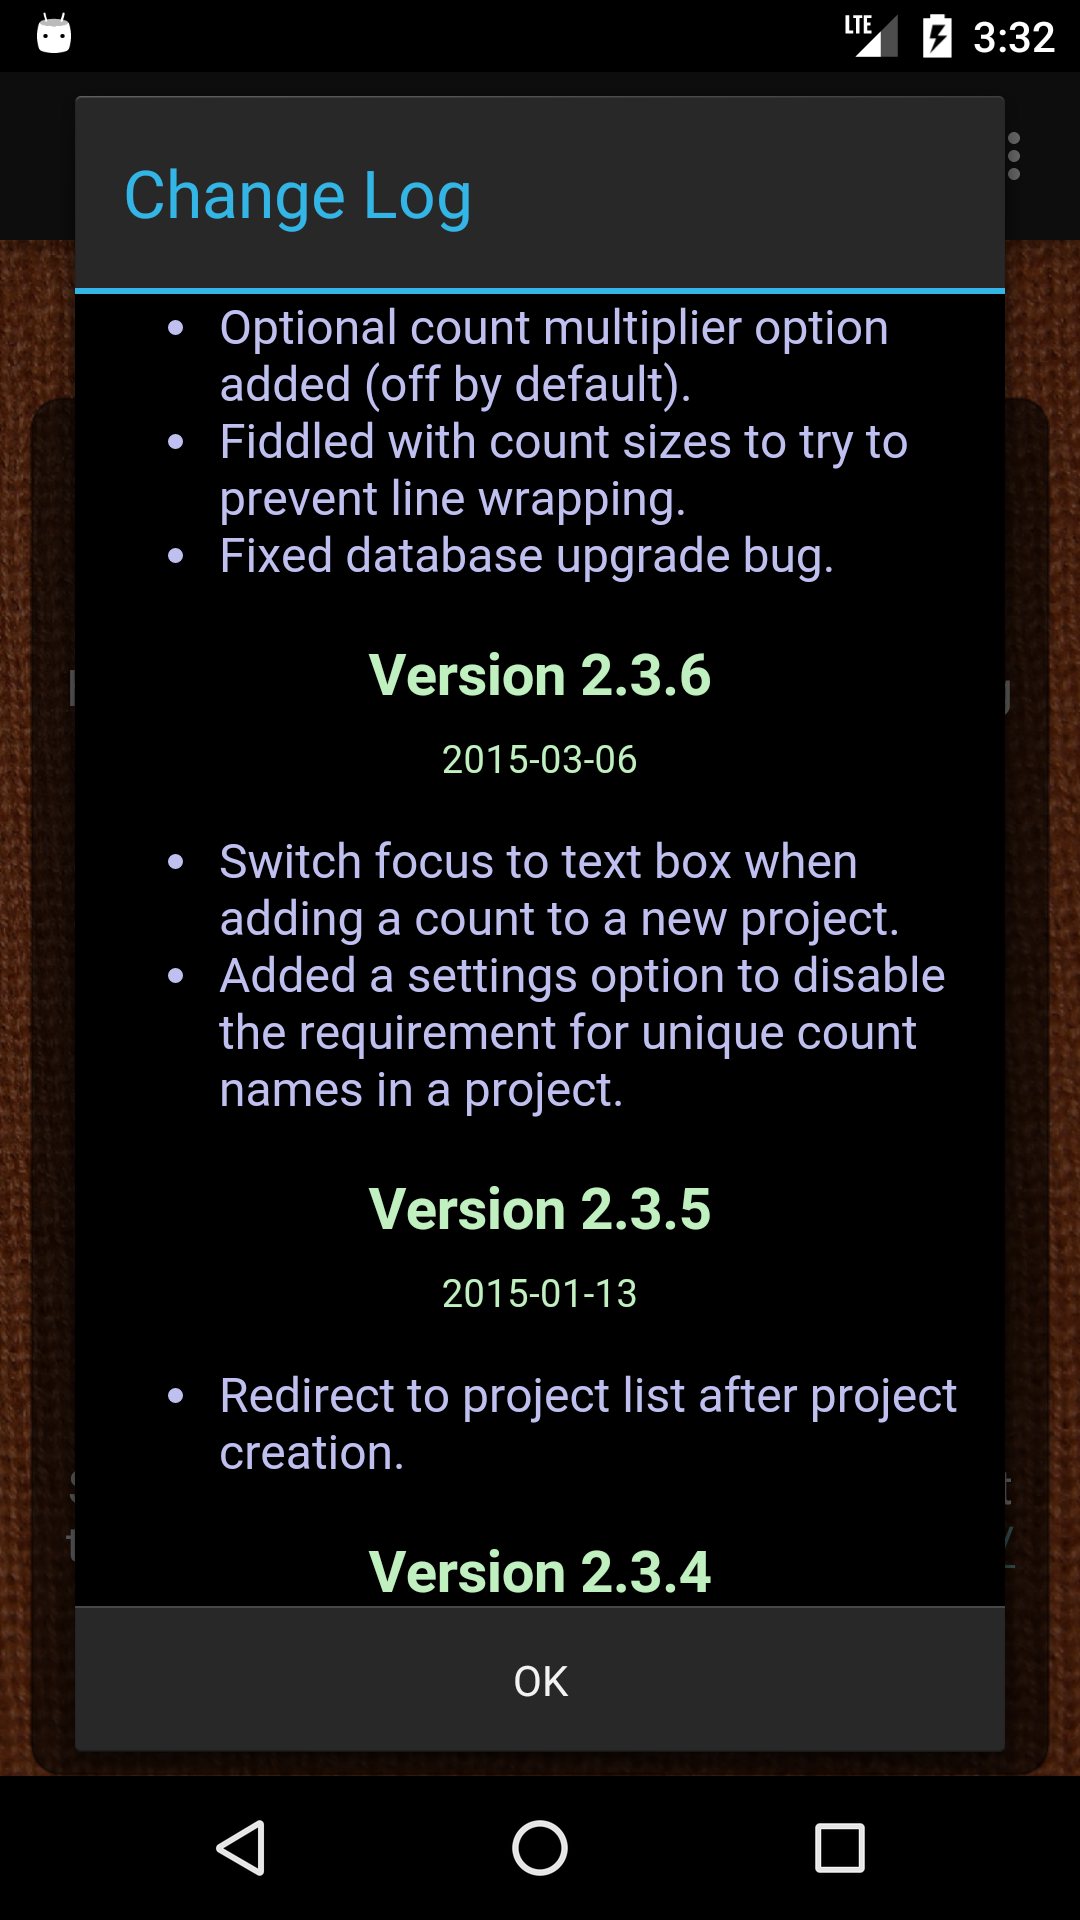 LTE 3:32
Change Log
• Optional count multiplier option
added (off by default).
• Fiddled with count sizes to try to
prevent line wrapping.
• Fixed database upgrade bug.
Version 2.3.6
2015-03-06
• Switch focus to text box when
adding a count to a new project.
• Added a settings option to disable
the requirement for unique count
names in a project.
Version 2.3.5
2015-01-13
• Redirect to project list after project
creation.
Version 2.3.4
OK